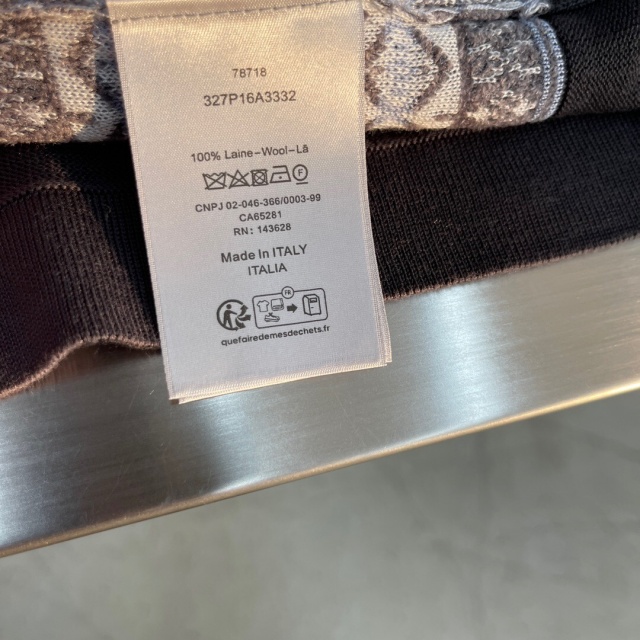 78718
327P16A3332
100% Laine-Wool-Lã
F
CNPJ 02-046-366/0003-99
CA65281
RN: 143628
Made In ITALY
ITALIA
FR
quefairedemesdechets.fr